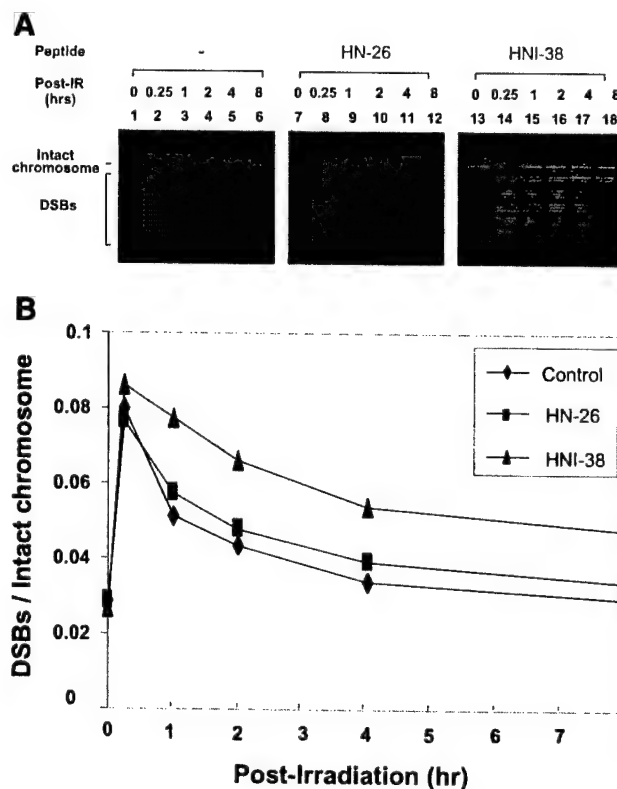 A
Peptide - HN-26 HNI-38
Post-IR (hrs) 0 0.25 1 2 4 8 0 0.25 1 2 4 8 0 0.25 1 2 4 8
1 2 3 4 5 6 7 8 9 10 11 12 13 14 15 16 17 18
Intact chromosome
DSBs
B
0.1
0.08
0.06
0.04
0.02
0
DSBs / Intact chromosome
Control
HN-26
HNI-38
0 1 2 3 4 5 6 7
Post-Irradiation (hr)